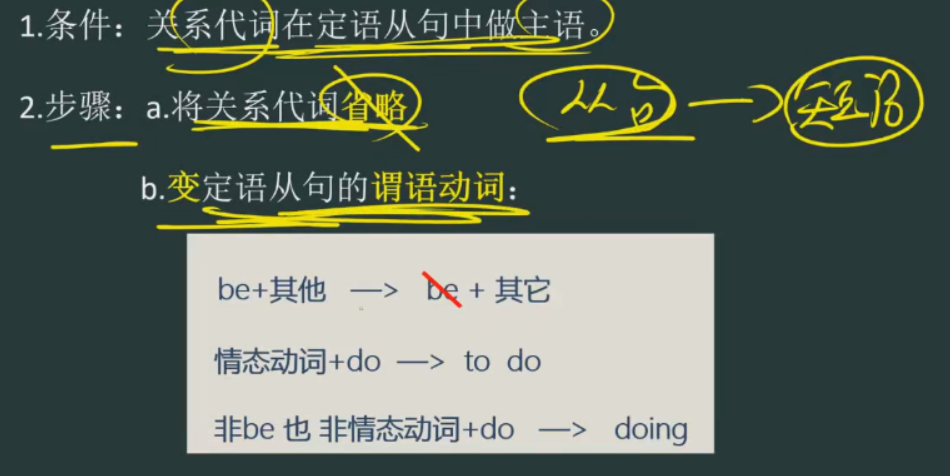 1.条件：关系代词在定语从句中做主语。
2.步骤：a.将关系代词省略 从句 —> 短语
b.变定语从句的谓语动词：
be+其他 —> be + 其它
情态动词+do —> to do
非be 也 非情态动词+do —> doing